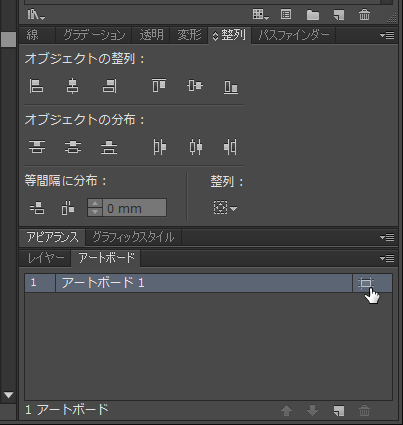 線 グラデーション 透明 変形 整列 パスファインダー
オブジェクトの整列：
オブジェクトの分布：
等間隔に分布： 整列：
0 mm
アピアランス グラフィックスタイル
レイヤー アートボード
1 アートボード 1
1 アートボード